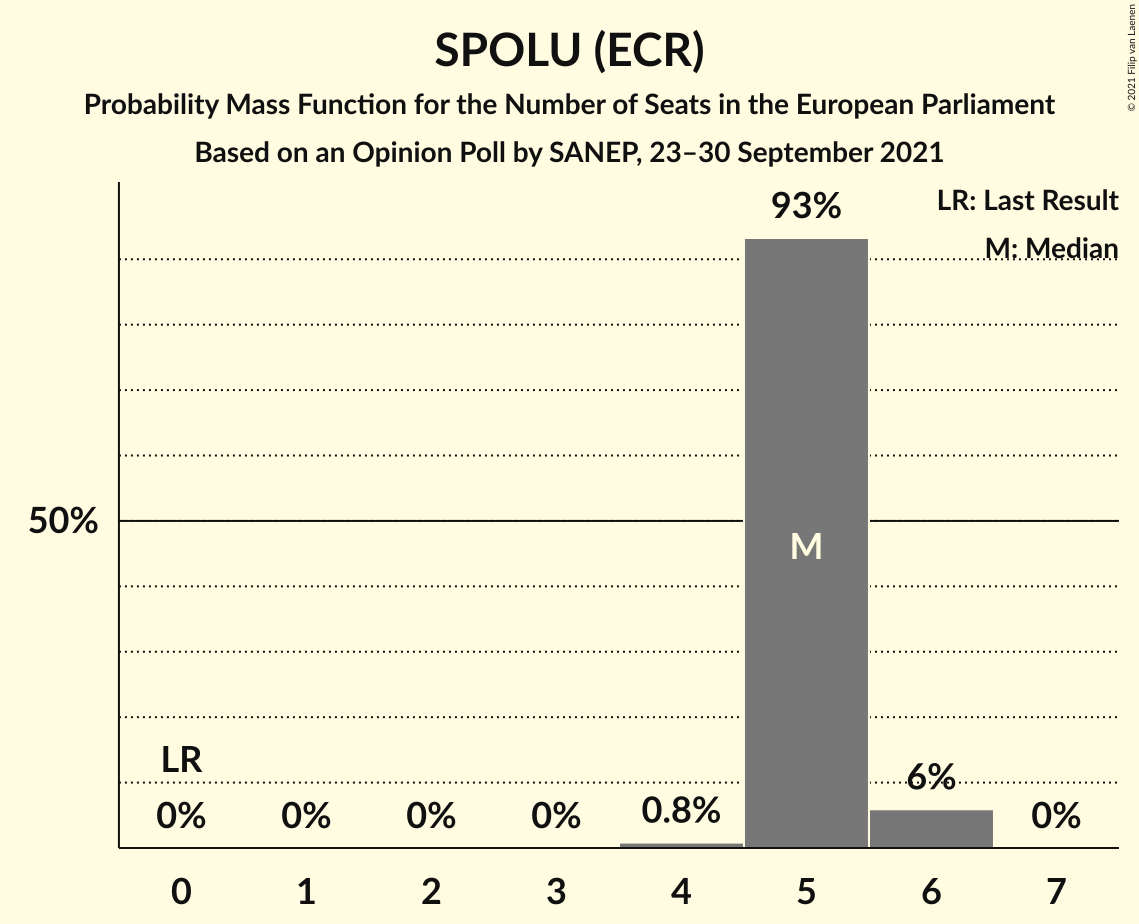 SPOLU (ECR)
Probability Mass Function for the Number of Seats in the European Parliament
Based on an Opinion Poll by SANEP, 23–30 September 2021
© 2021 Filip van Laenen
LR: Last Result
M: Median
93%
50%
M
LR
0% 0% 0% 0% 0.8% 6% 0%
0 1 2 3 4 5 6 7